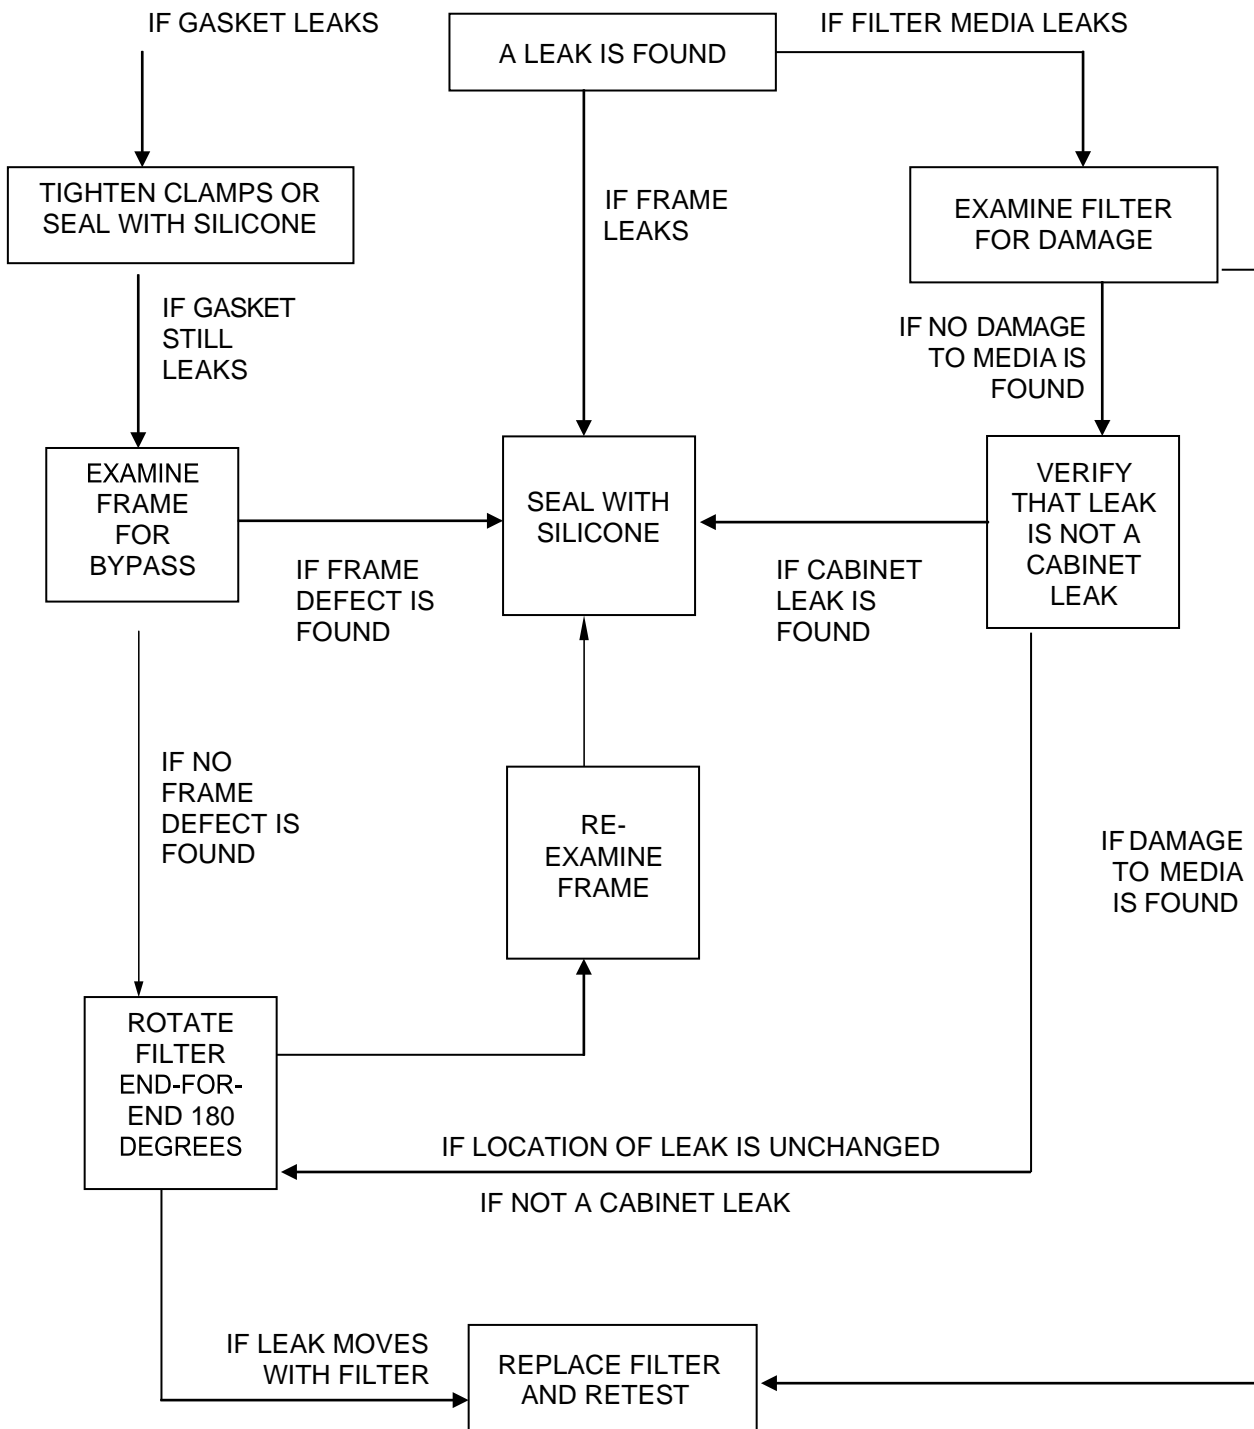 IF GASKET LEAKS
A LEAK IS FOUND
IF FILTER MEDIA LEAKS
TIGHTEN CLAMPS OR
SEAL WITH SILICONE
IF FRAME
LEAKS
EXAMINE FILTER
FOR DAMAGE
IF GASKET
STILL
LEAKS
IF NO DAMAGE
TO MEDIA IS
FOUND
EXAMINE
FRAME
FOR
BYPASS
SEAL WITH
SILICONE
VERIFY
THAT LEAK
IS NOT A
CABINET
LEAK
IF FRAME
DEFECT IS
FOUND
IF CABINET
LEAK IS
FOUND
IF NO
FRAME
DEFECT IS
FOUND
RE-
EXAMINE
FRAME
IF DAMAGE
TO MEDIA
IS FOUND
ROTATE
FILTER
END-FOR-
END 180
DEGREES
IF LOCATION OF LEAK IS UNCHANGED
IF NOT A CABINET LEAK
IF LEAK MOVES
WITH FILTER
REPLACE FILTER
AND RETEST